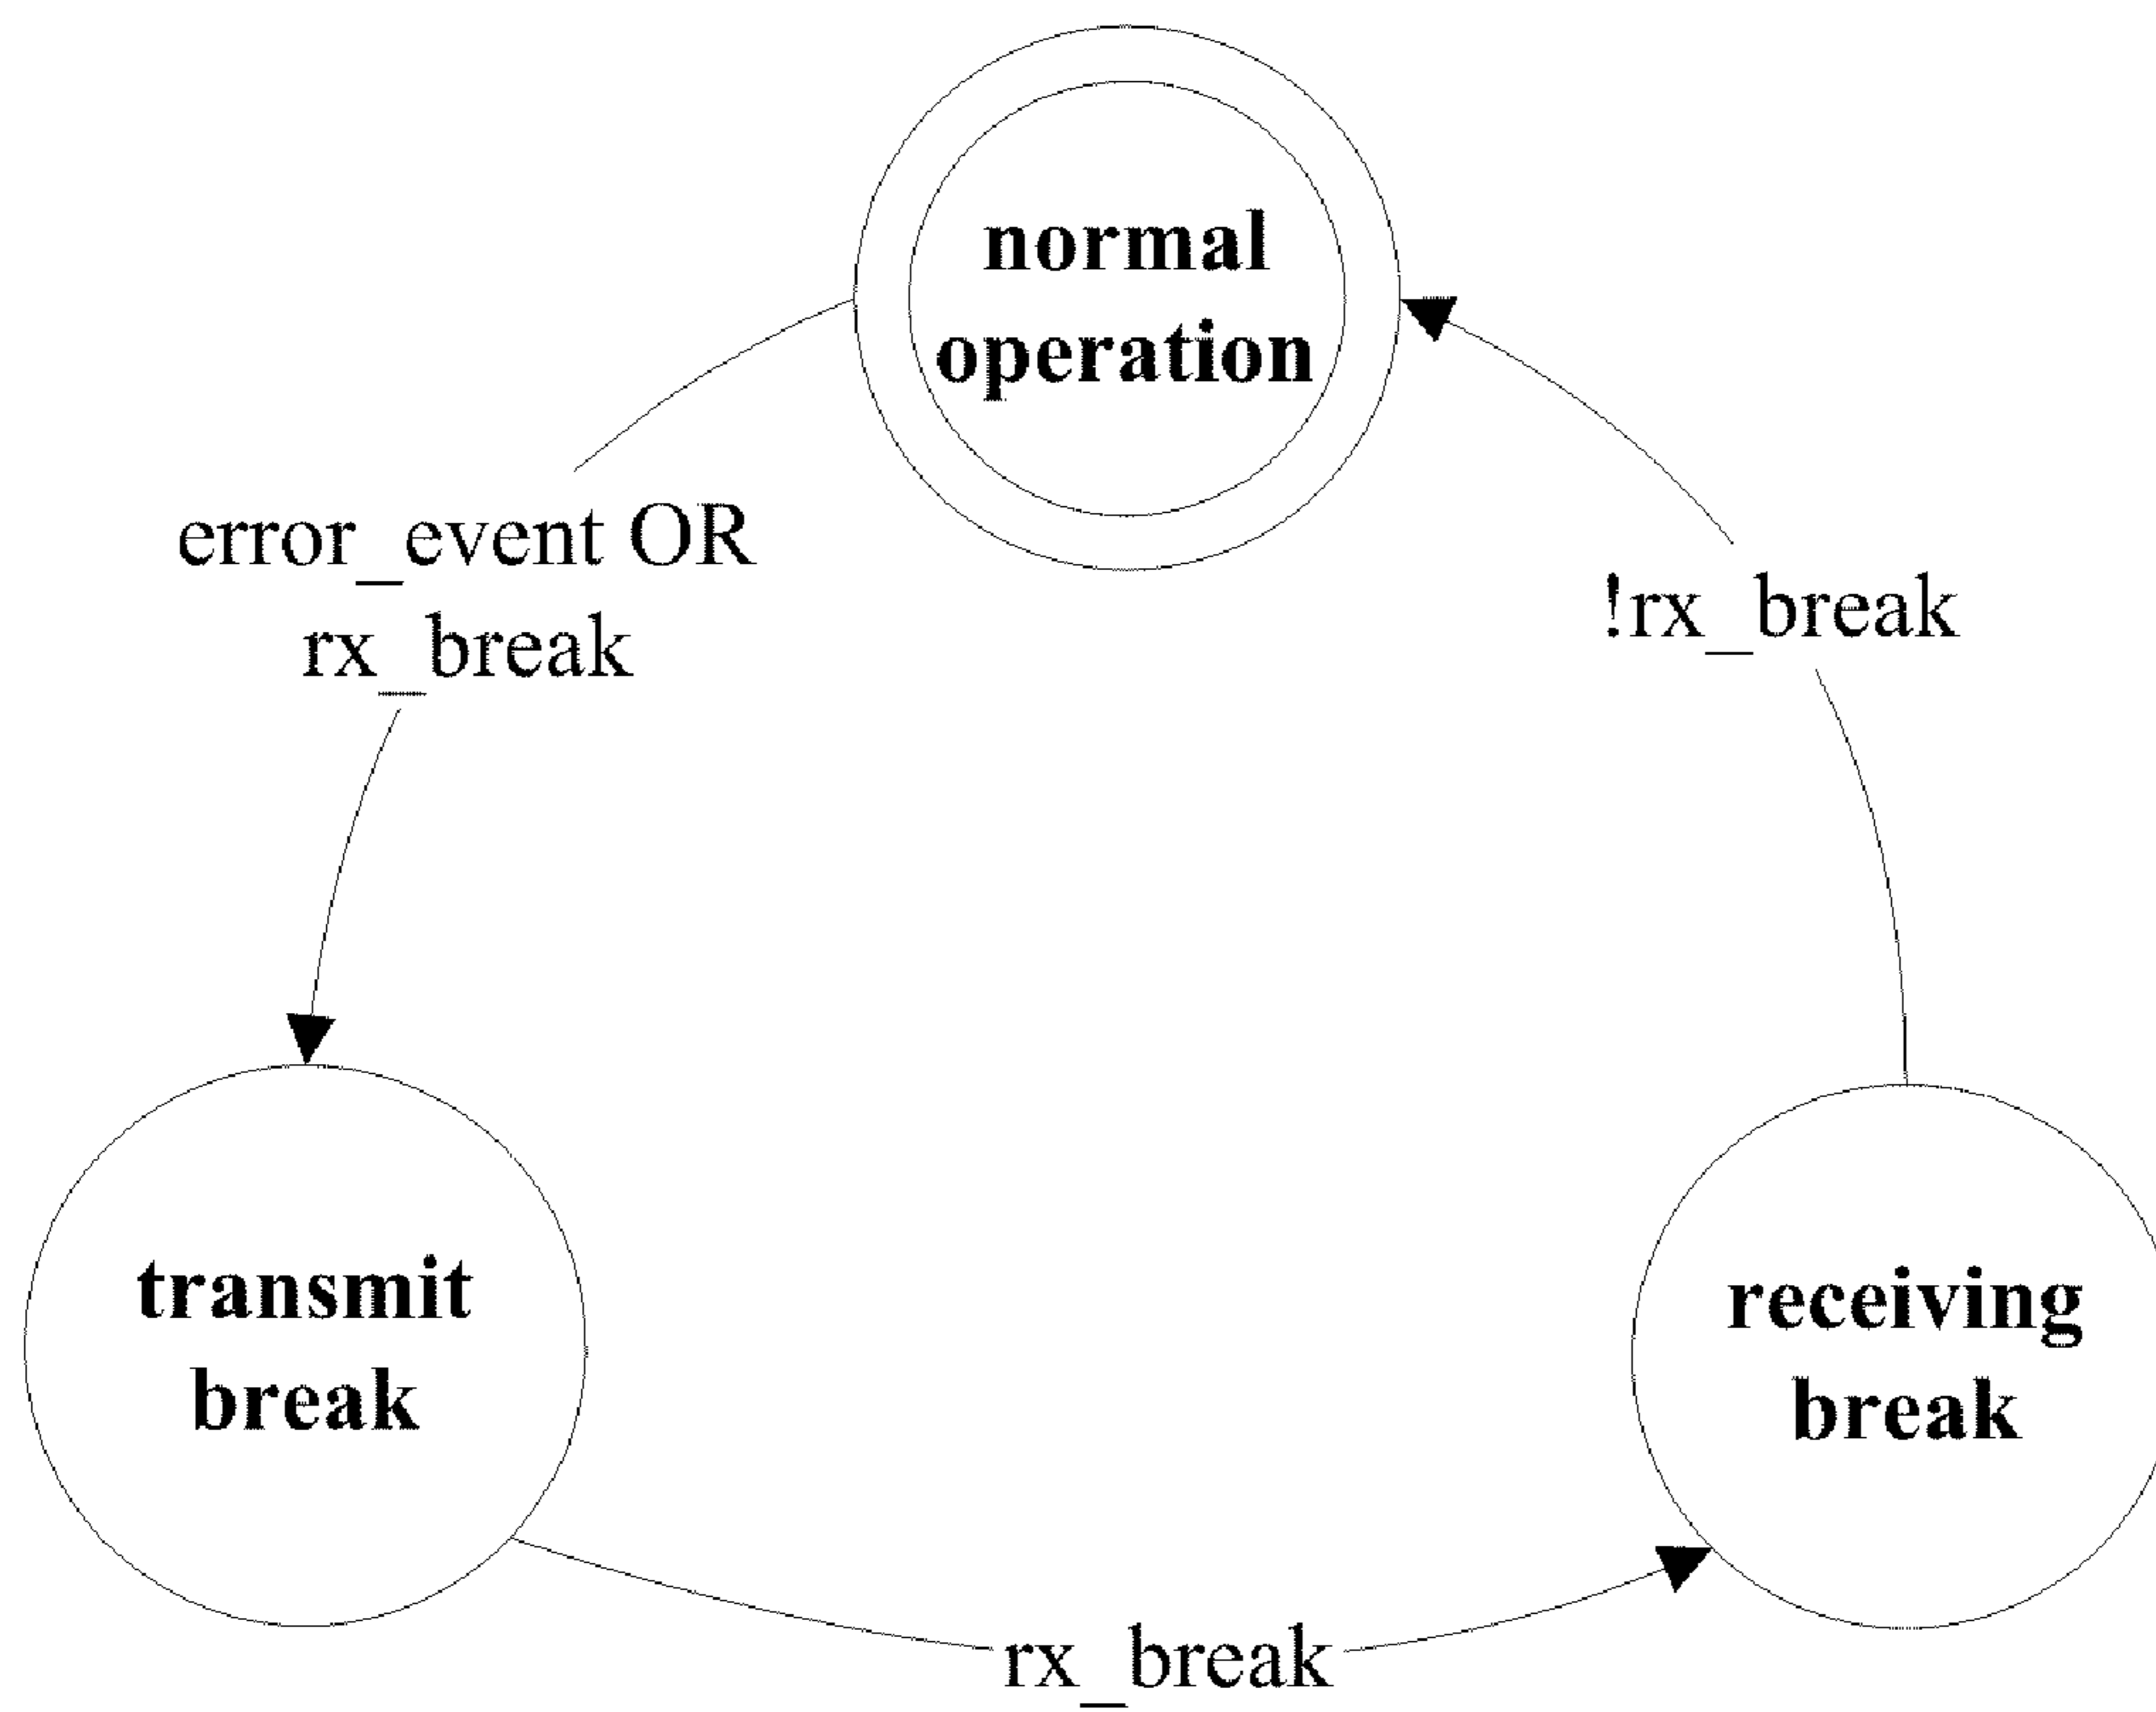 normal
operation
error_event OR
rx_break
!rx_break
transmit
break
receiving
break
rx_break